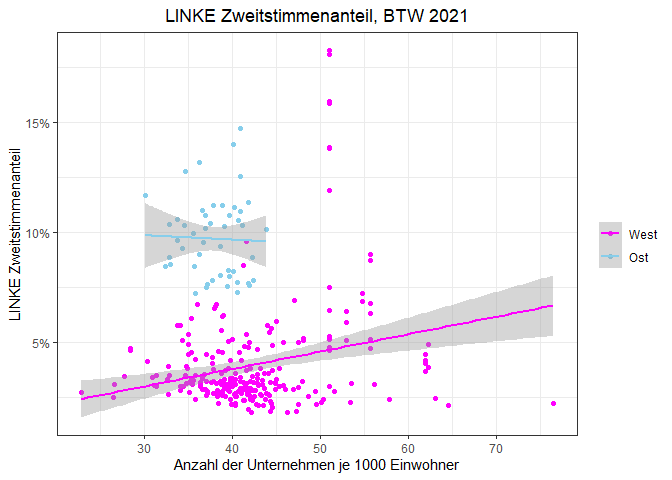 LINKE Zweitstimmenanteil, BTW 2021
15%
10%
5%
LINKE Zweitstimmenanteil
30 40 50 60 70
Anzahl der Unternehmen je 1000 Einwohner
West
Ost